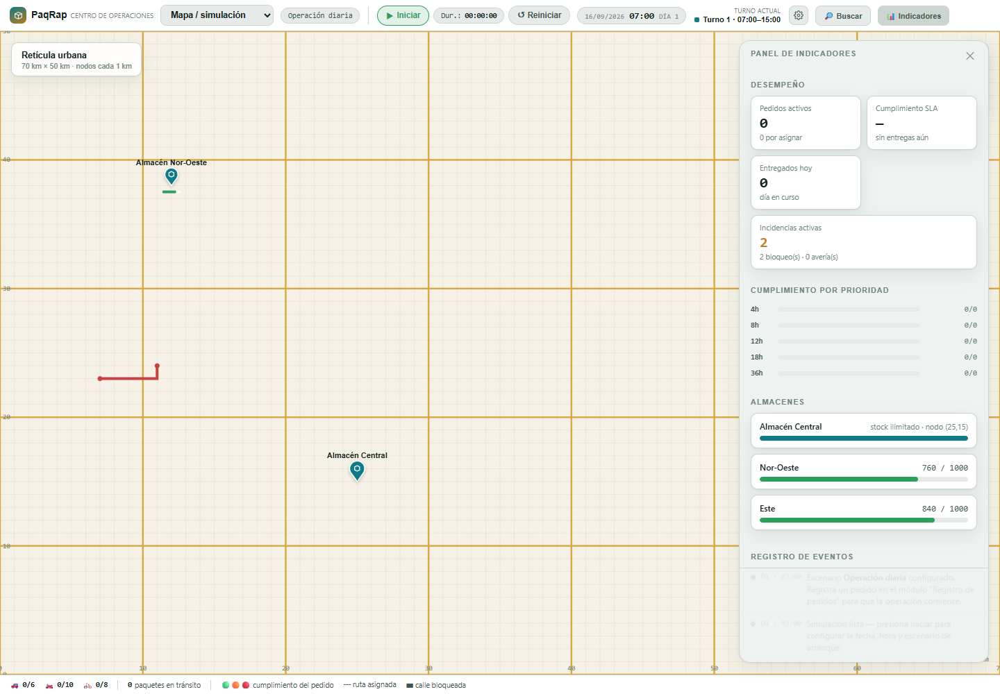 PaqRap CENTRO DE OPERACIONES
Mapa / simulación
Operación diaria
Iniciar
Dur.: 00:00:00
Reiniciar
16/09/2026 07:00 DÍA 1
TURNO ACTUAL
Turno 1 · 07:00–15:00
Buscar
Indicadores
Retícula urbana
70 km × 50 km · nodos cada 1 km
40
30
20
10
10
20
30
40
50
60
Almacén Nor-Oeste
Almacén Central
PANEL DE INDICADORES
DESEMPEÑO
Pedidos activos
0
0 por asignar
Cumplimiento SLA
—
sin entregas aún
Entregados hoy
0
día en curso
Incidencias activas
2
2 bloqueo(s) · 0 avería(s)
CUMPLIMIENTO POR PRIORIDAD
4h 0/0
8h 0/0
12h 0/0
18h 0/0
36h 0/0
ALMACENES
Almacén Central stock ilimitado · nodo (25,15)
Nor-Oeste 760 / 1000
Este 840 / 1000
REGISTRO DE EVENTOS
D1 · 07:00 Escenario Operación diaria configurado.
Registra un pedido en el módulo "Registro de
pedidos" para que la operación comience.
D1 · 07:00 Simulación lista — presiona Iniciar para
configurar la fecha, hora y escenario de
arranque.
0/6
0/10
0/8
0 paquetes en tránsito
cumplimiento del pedido
ruta asignada
calle bloqueada